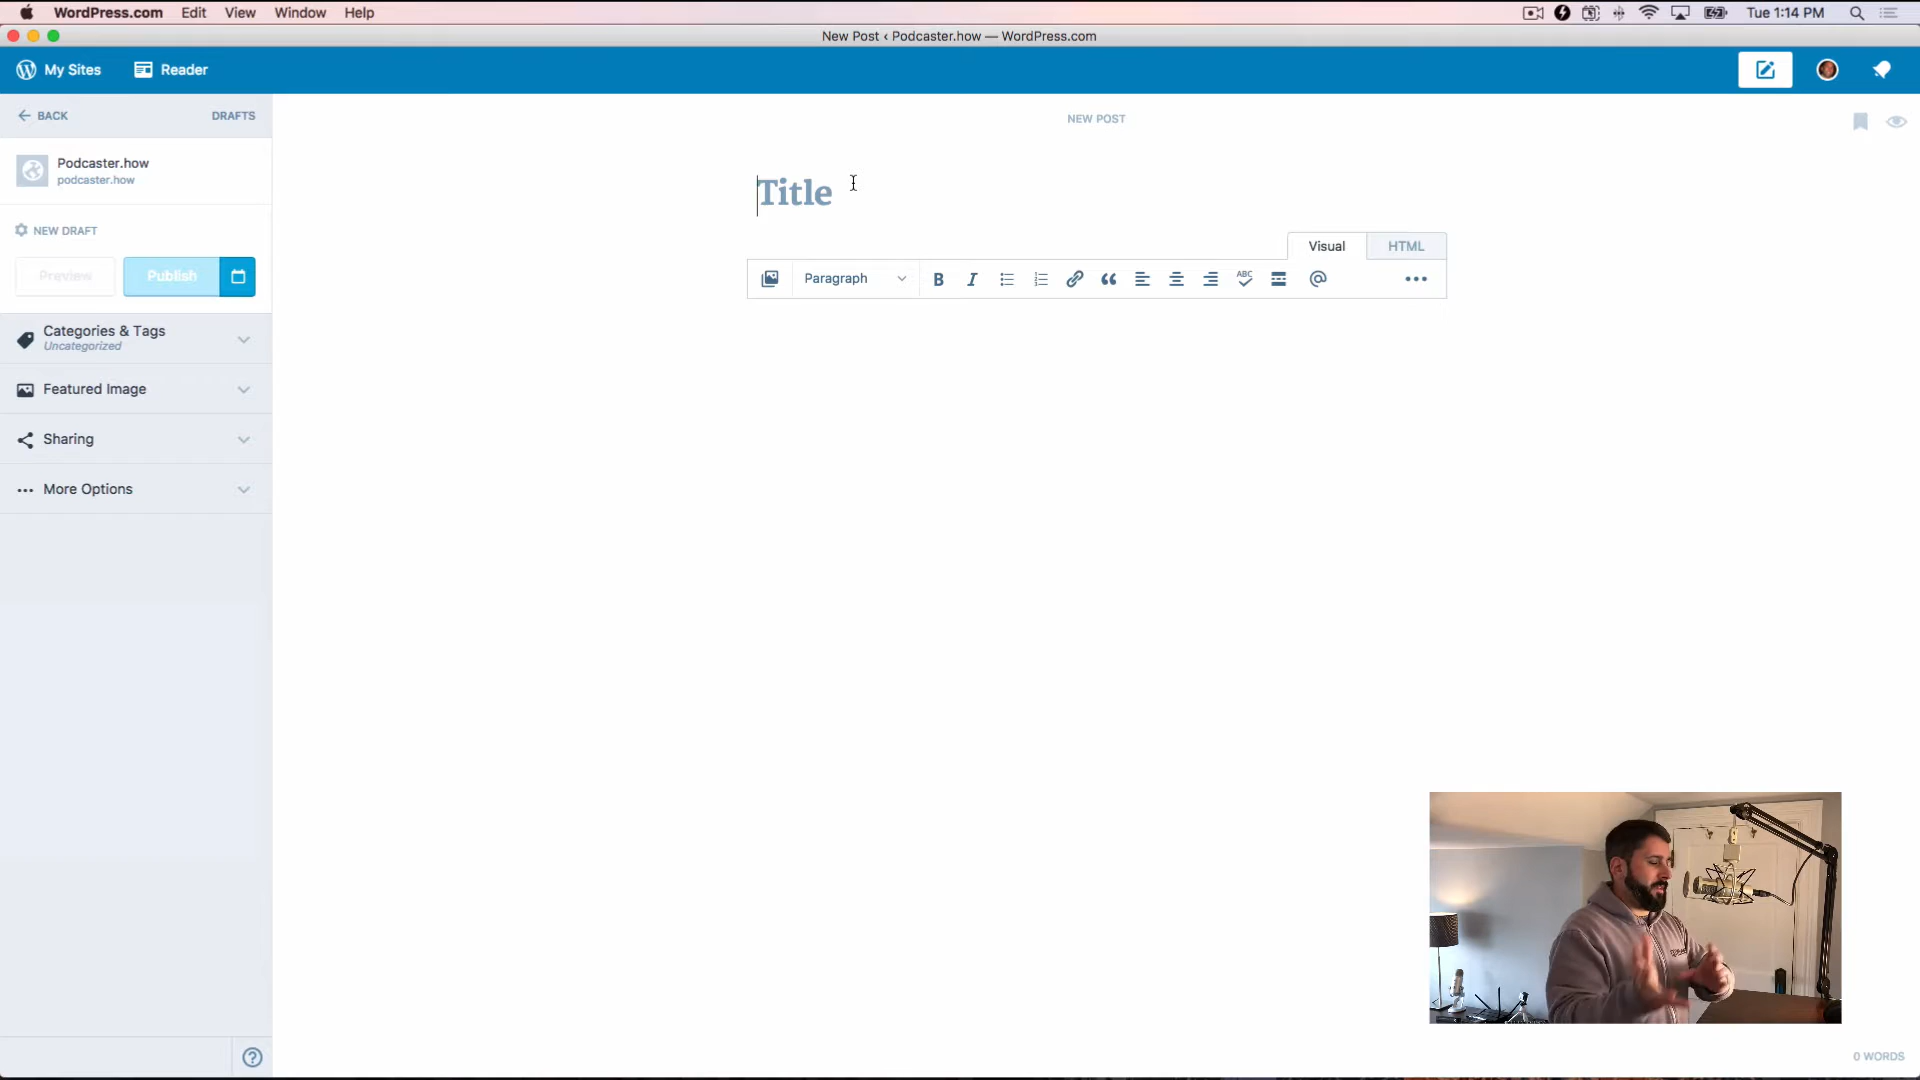 WordPress.com Edit View Window Help Tue 1:14 PM
New Post ‹ Podcaster.how — WordPress.com
My Sites Reader
BACK DRAFTS
NEW POST
Podcaster.how
podcaster.how
Title
NEW DRAFT
Visual HTML
Preview Publish
Paragraph B I ABC
Categories & Tags
Uncategorized
Featured Image
Sharing
More Options
0 WORDS